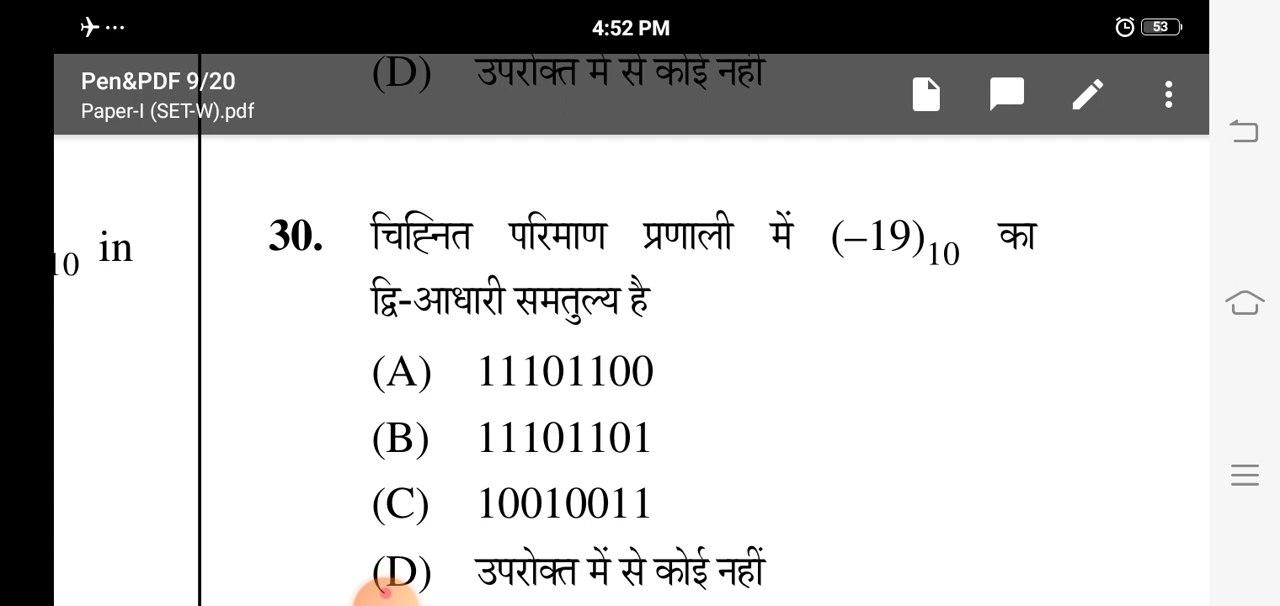 4:52 PM
53
Pen&PDF 9/20
Paper-I (SET-W).pdf
(D) उपरोक्त में से कोई नहीं
10 in
30. चिह्नित परिमाण प्रणाली में (–19)10 का
द्वि-आधारी समतुल्य है
(A) 11101100
(B) 11101101
(C) 10010011
(D) उपरोक्त में से कोई नहीं